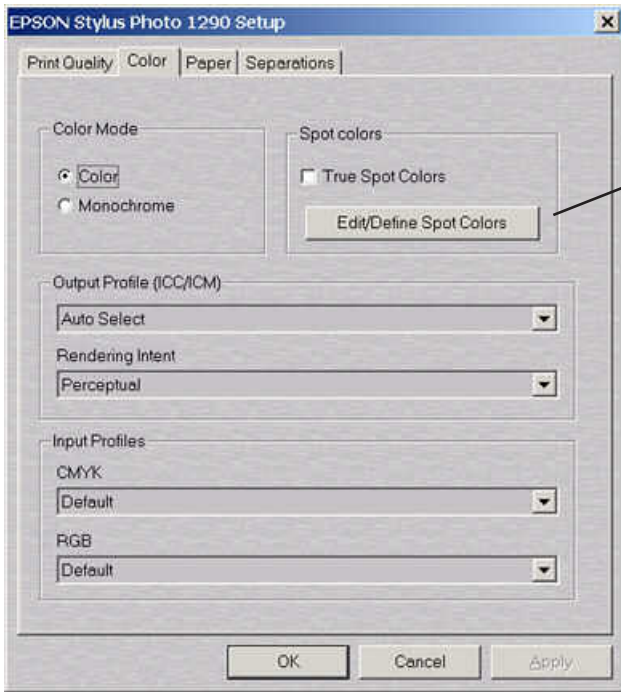 EPSON Stylus Photo 1290 Setup
Print Quality Color Paper Separations
Color Mode
Color
Monochrome
Spot colors
True Spot Colors
Edit/Define Spot Colors
Output Profile (ICC/ICM)
Auto Select
Rendering Intent
Perceptual
Input Profiles
CMYK
Default
RGB
Default
OK Cancel Apply